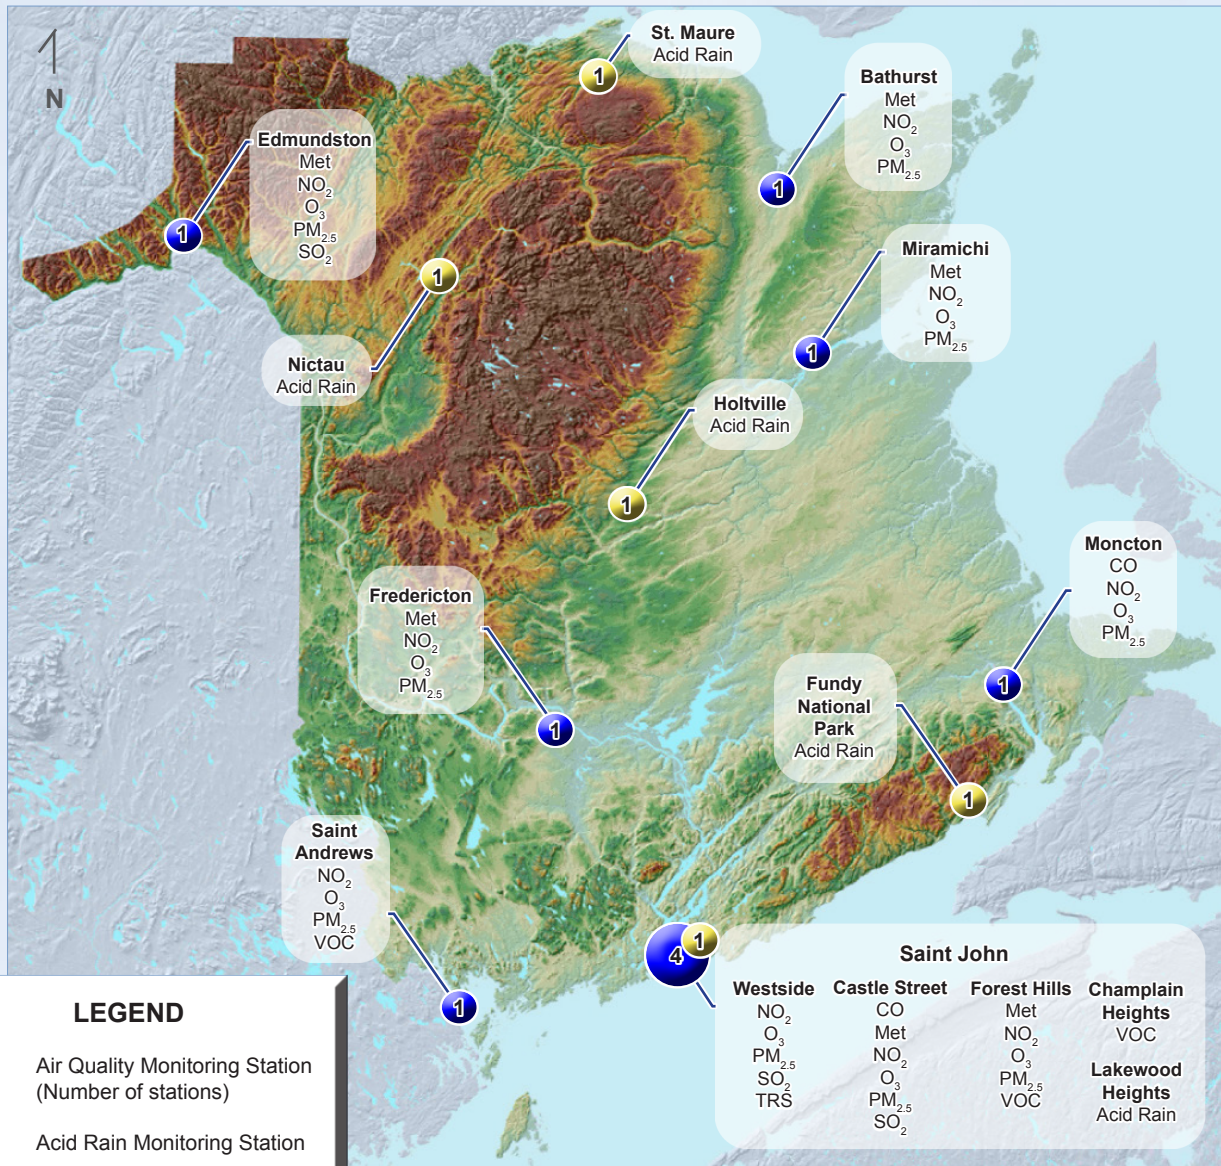 N
St. Maure
Acid Rain
1
Bathurst
Met
NO2
O3
PM2.5
1
Edmundston
Met
NO2
O3
PM2.5
SO2
1
Miramichi
Met
NO2
O3
PM2.5
1
1
Nictau
Acid Rain
Holtville
Acid Rain
1
Moncton
CO
NO2
O3
PM2.5
1
Fredericton
Met
NO2
O3
PM2.5
1
Fundy
National
Park
Acid Rain
1
Saint
Andrews
NO2
O3
PM2.5
VOC
1
4
1
Saint John
Westside
NO2
O3
PM2.5
SO2
TRS
Castle Street
CO
Met
NO2
O3
PM2.5
SO2
Forest Hills
Met
NO2
O3
PM2.5
VOC
Champlain
Heights
VOC
Lakewood
Heights
Acid Rain
LEGEND
Air Quality Monitoring Station
(Number of stations)
Acid Rain Monitoring Station